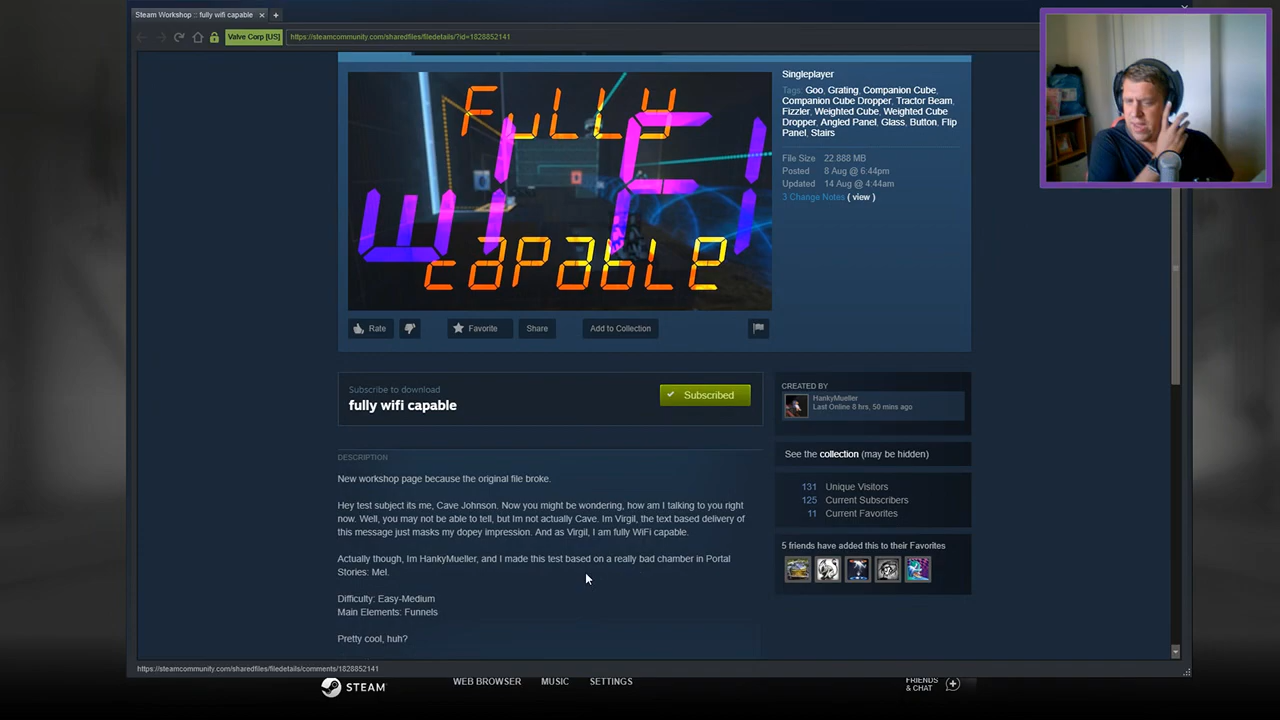 Steam Workshop :: fully wifi capable
Valve Corp [US]
https://steamcommunity.com/sharedfiles/filedetails/?id=1828852141
FuLLy
wiFi
caPabLe
Singleplayer
Tags: Goo, Grating, Companion Cube,
Companion Cube Dropper, Tractor Beam,
Fizzler, Weighted Cube, Weighted Cube
Dropper, Angled Panel, Glass, Button, Flip
Panel, Stairs
File Size 22.888 MB
Posted 8 Aug @ 6:44pm
Updated 14 Aug @ 4:44am
3 Change Notes ( view )
Rate
Favorite
Share
Add to Collection
Subscribe to download
fully wifi capable
Subscribed
CREATED BY
HankyMueller
Last Online 8 hrs, 50 mins ago
See the collection (may be hidden)
131 Unique Visitors
125 Current Subscribers
11 Current Favorites
5 friends have added this to their Favorites
DESCRIPTION
New workshop page because the original file broke.
Hey test subject its me, Cave Johnson. Now you might be wondering, how am I talking to you right
now. Well, you may not be able to tell, but Im not actually Cave. Im Virgil, the text based delivery of
this message just masks my dopey impression. And as Virgil, I am fully WiFi capable.
Actually though, Im HankyMueller, and I made this test based on a really bad chamber in Portal
Stories: Mel.
Difficulty: Easy-Medium
Main Elements: Funnels
Pretty cool, huh?
https://steamcommunity.com/sharedfiles/filedetails/comments/1828852141
STEAM
WEB BROWSER
MUSIC
SETTINGS
FRIENDS
& CHAT